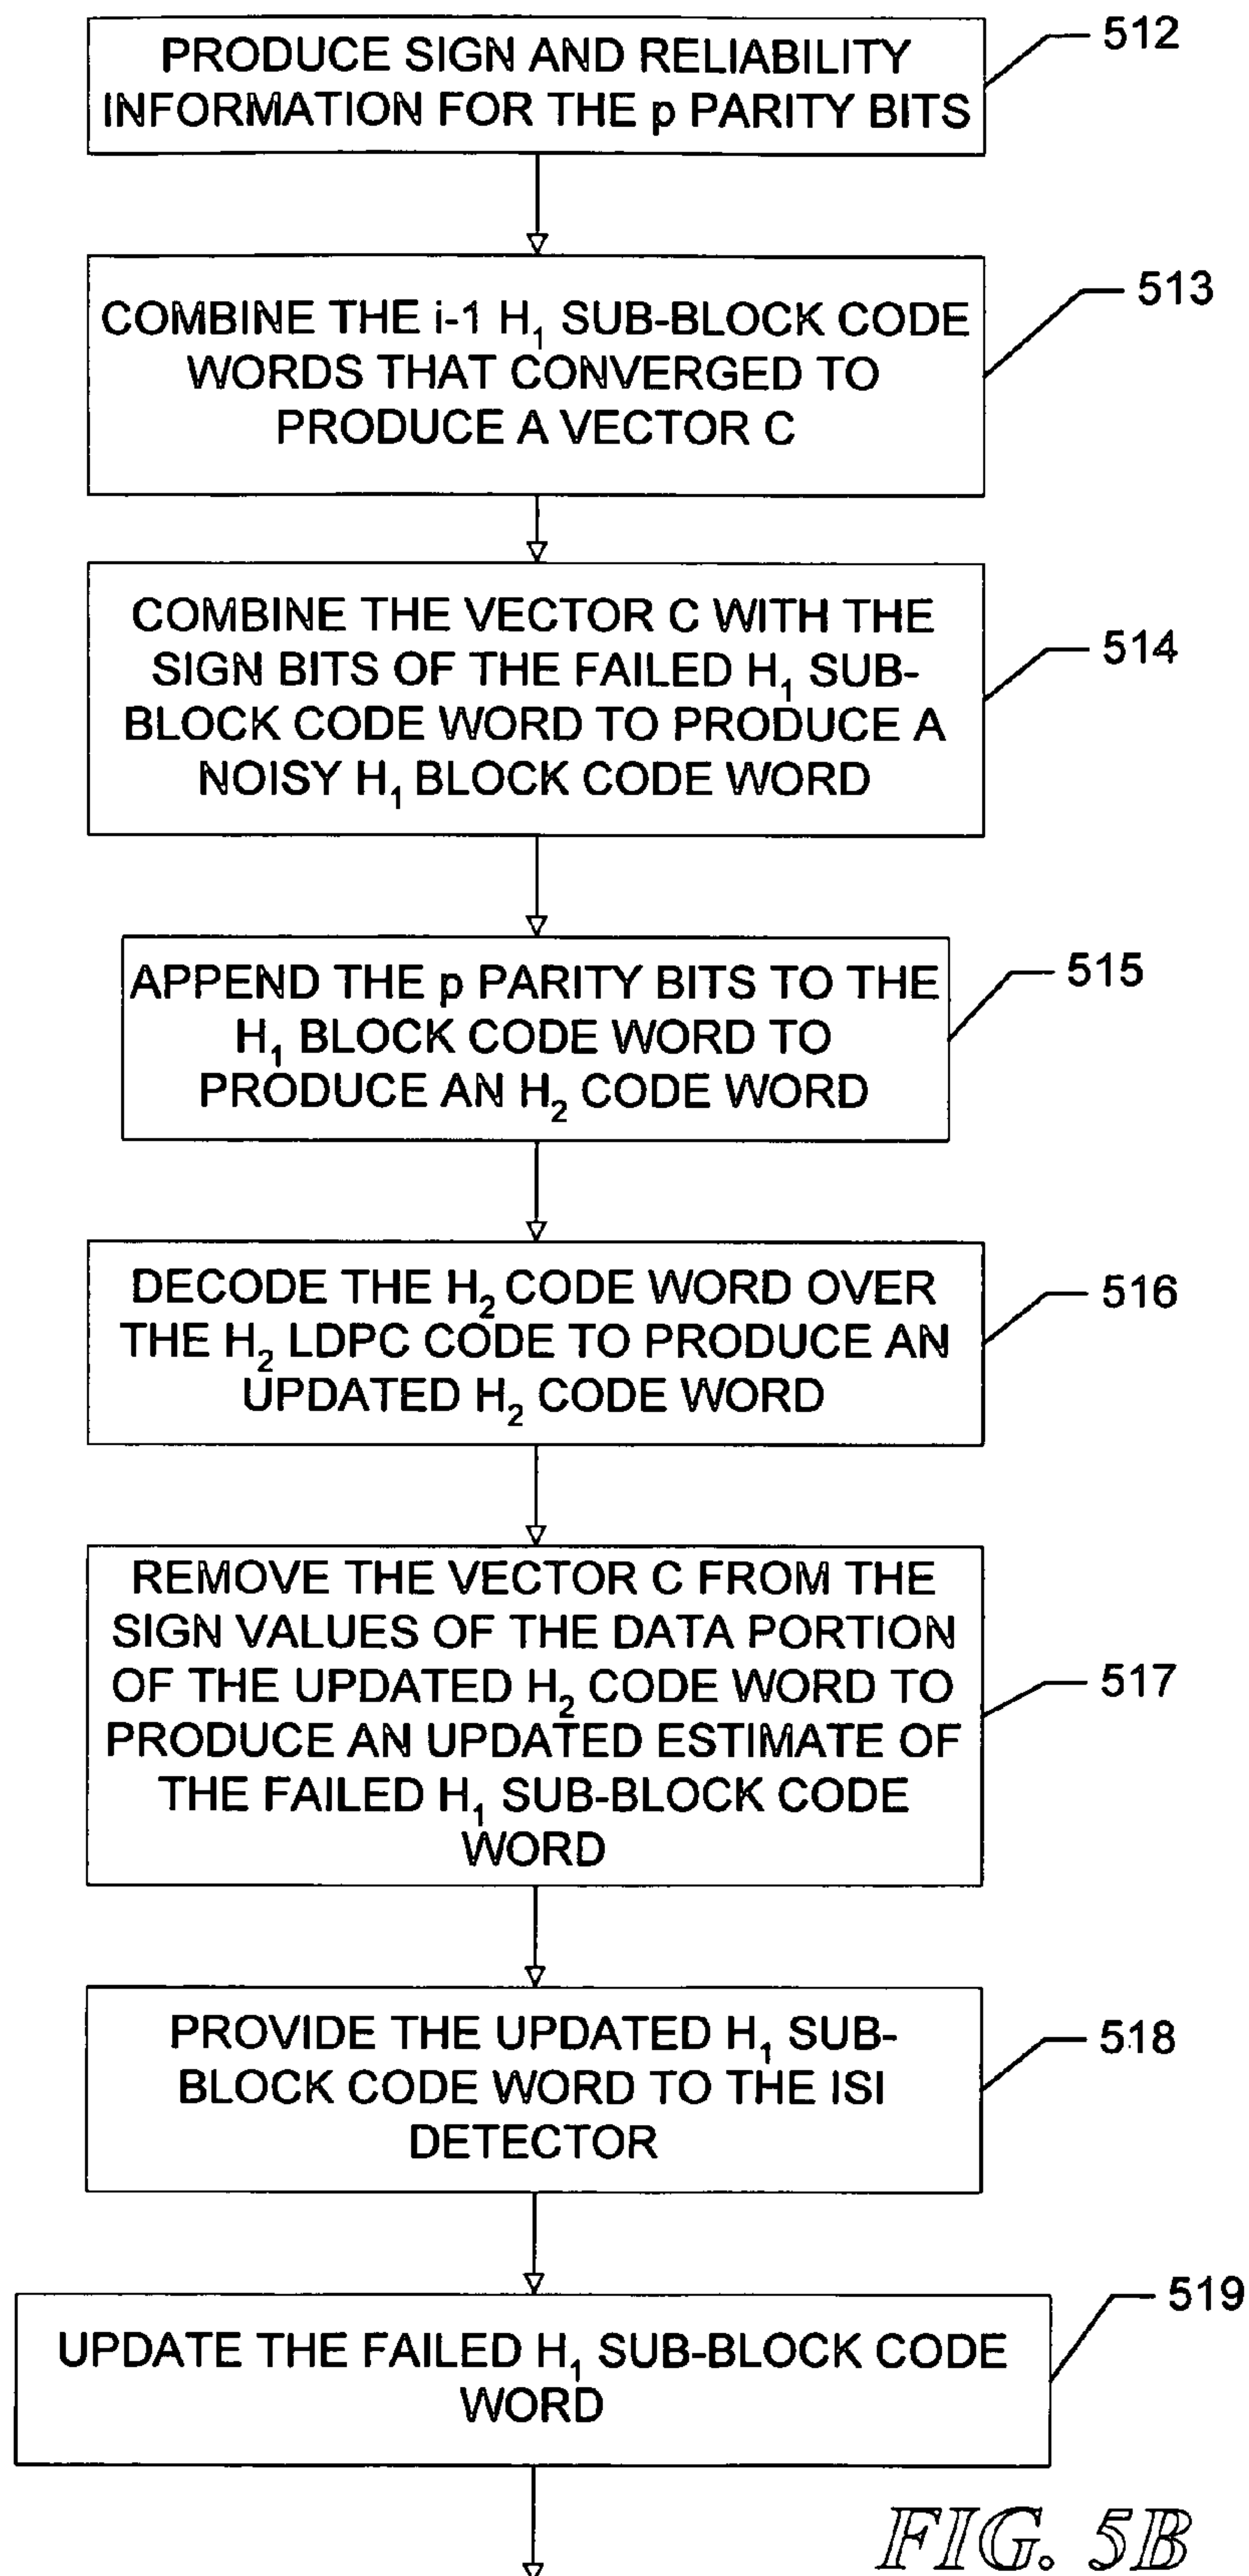 PRODUCE SIGN AND RELIABILITY
INFORMATION FOR THE p PARITY BITS
512
COMBINE THE i-1 H₁ SUB-BLOCK CODE
WORDS THAT CONVERGED TO
PRODUCE A VECTOR C
513
COMBINE THE VECTOR C WITH THE
SIGN BITS OF THE FAILED H₁ SUB-
BLOCK CODE WORD TO PRODUCE A
NOISY H₁ BLOCK CODE WORD
514
APPEND THE p PARITY BITS TO THE
H₁ BLOCK CODE WORD TO
PRODUCE AN H₂ CODE WORD
515
DECODE THE H₂ CODE WORD OVER
THE H₂ LDPC CODE TO PRODUCE AN
UPDATED H₂ CODE WORD
516
REMOVE THE VECTOR C FROM THE
SIGN VALUES OF THE DATA PORTION
OF THE UPDATED H₂ CODE WORD TO
PRODUCE AN UPDATED ESTIMATE OF
THE FAILED H₁ SUB-BLOCK CODE
WORD
517
PROVIDE THE UPDATED H₁ SUB-
BLOCK CODE WORD TO THE ISI
DETECTOR
518
UPDATE THE FAILED H₁ SUB-BLOCK CODE
WORD
519
FIG. 5B